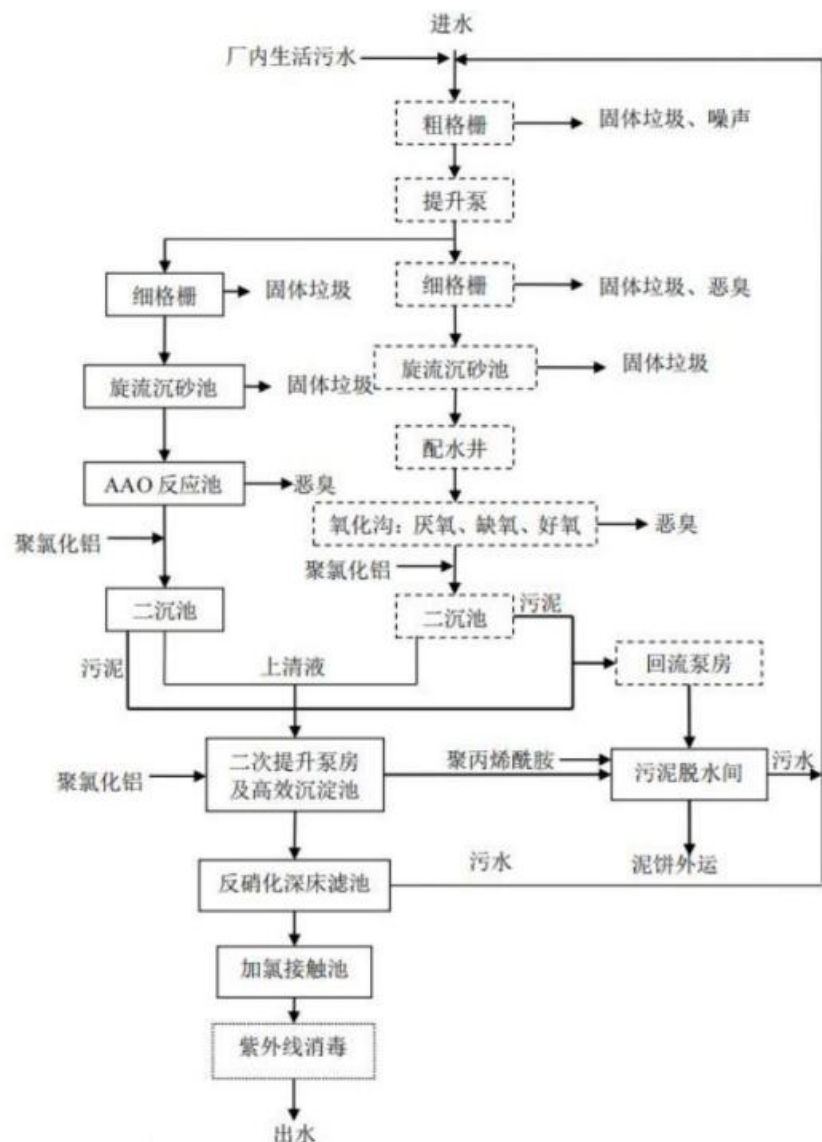 进水
厂内生活污水
粗格栅
固体垃圾、噪声
提升泵
细格栅
固体垃圾
细格栅
固体垃圾、恶臭
旋流沉砂池
固体垃圾
旋流沉砂池
固体垃圾
配水井
AAO 反应池
恶臭
氧化沟：厌氧、缺氧、好氧
恶臭
聚氯化铝
聚氯化铝
二沉池
二沉池
污泥
污泥
上清液
回流泵房
聚氯化铝
二次提升泵房
及高效沉淀池
聚丙烯酰胺
污泥脱水间
污水
泥饼外运
反硝化深床滤池
污水
加氯接触池
紫外线消毒
出水